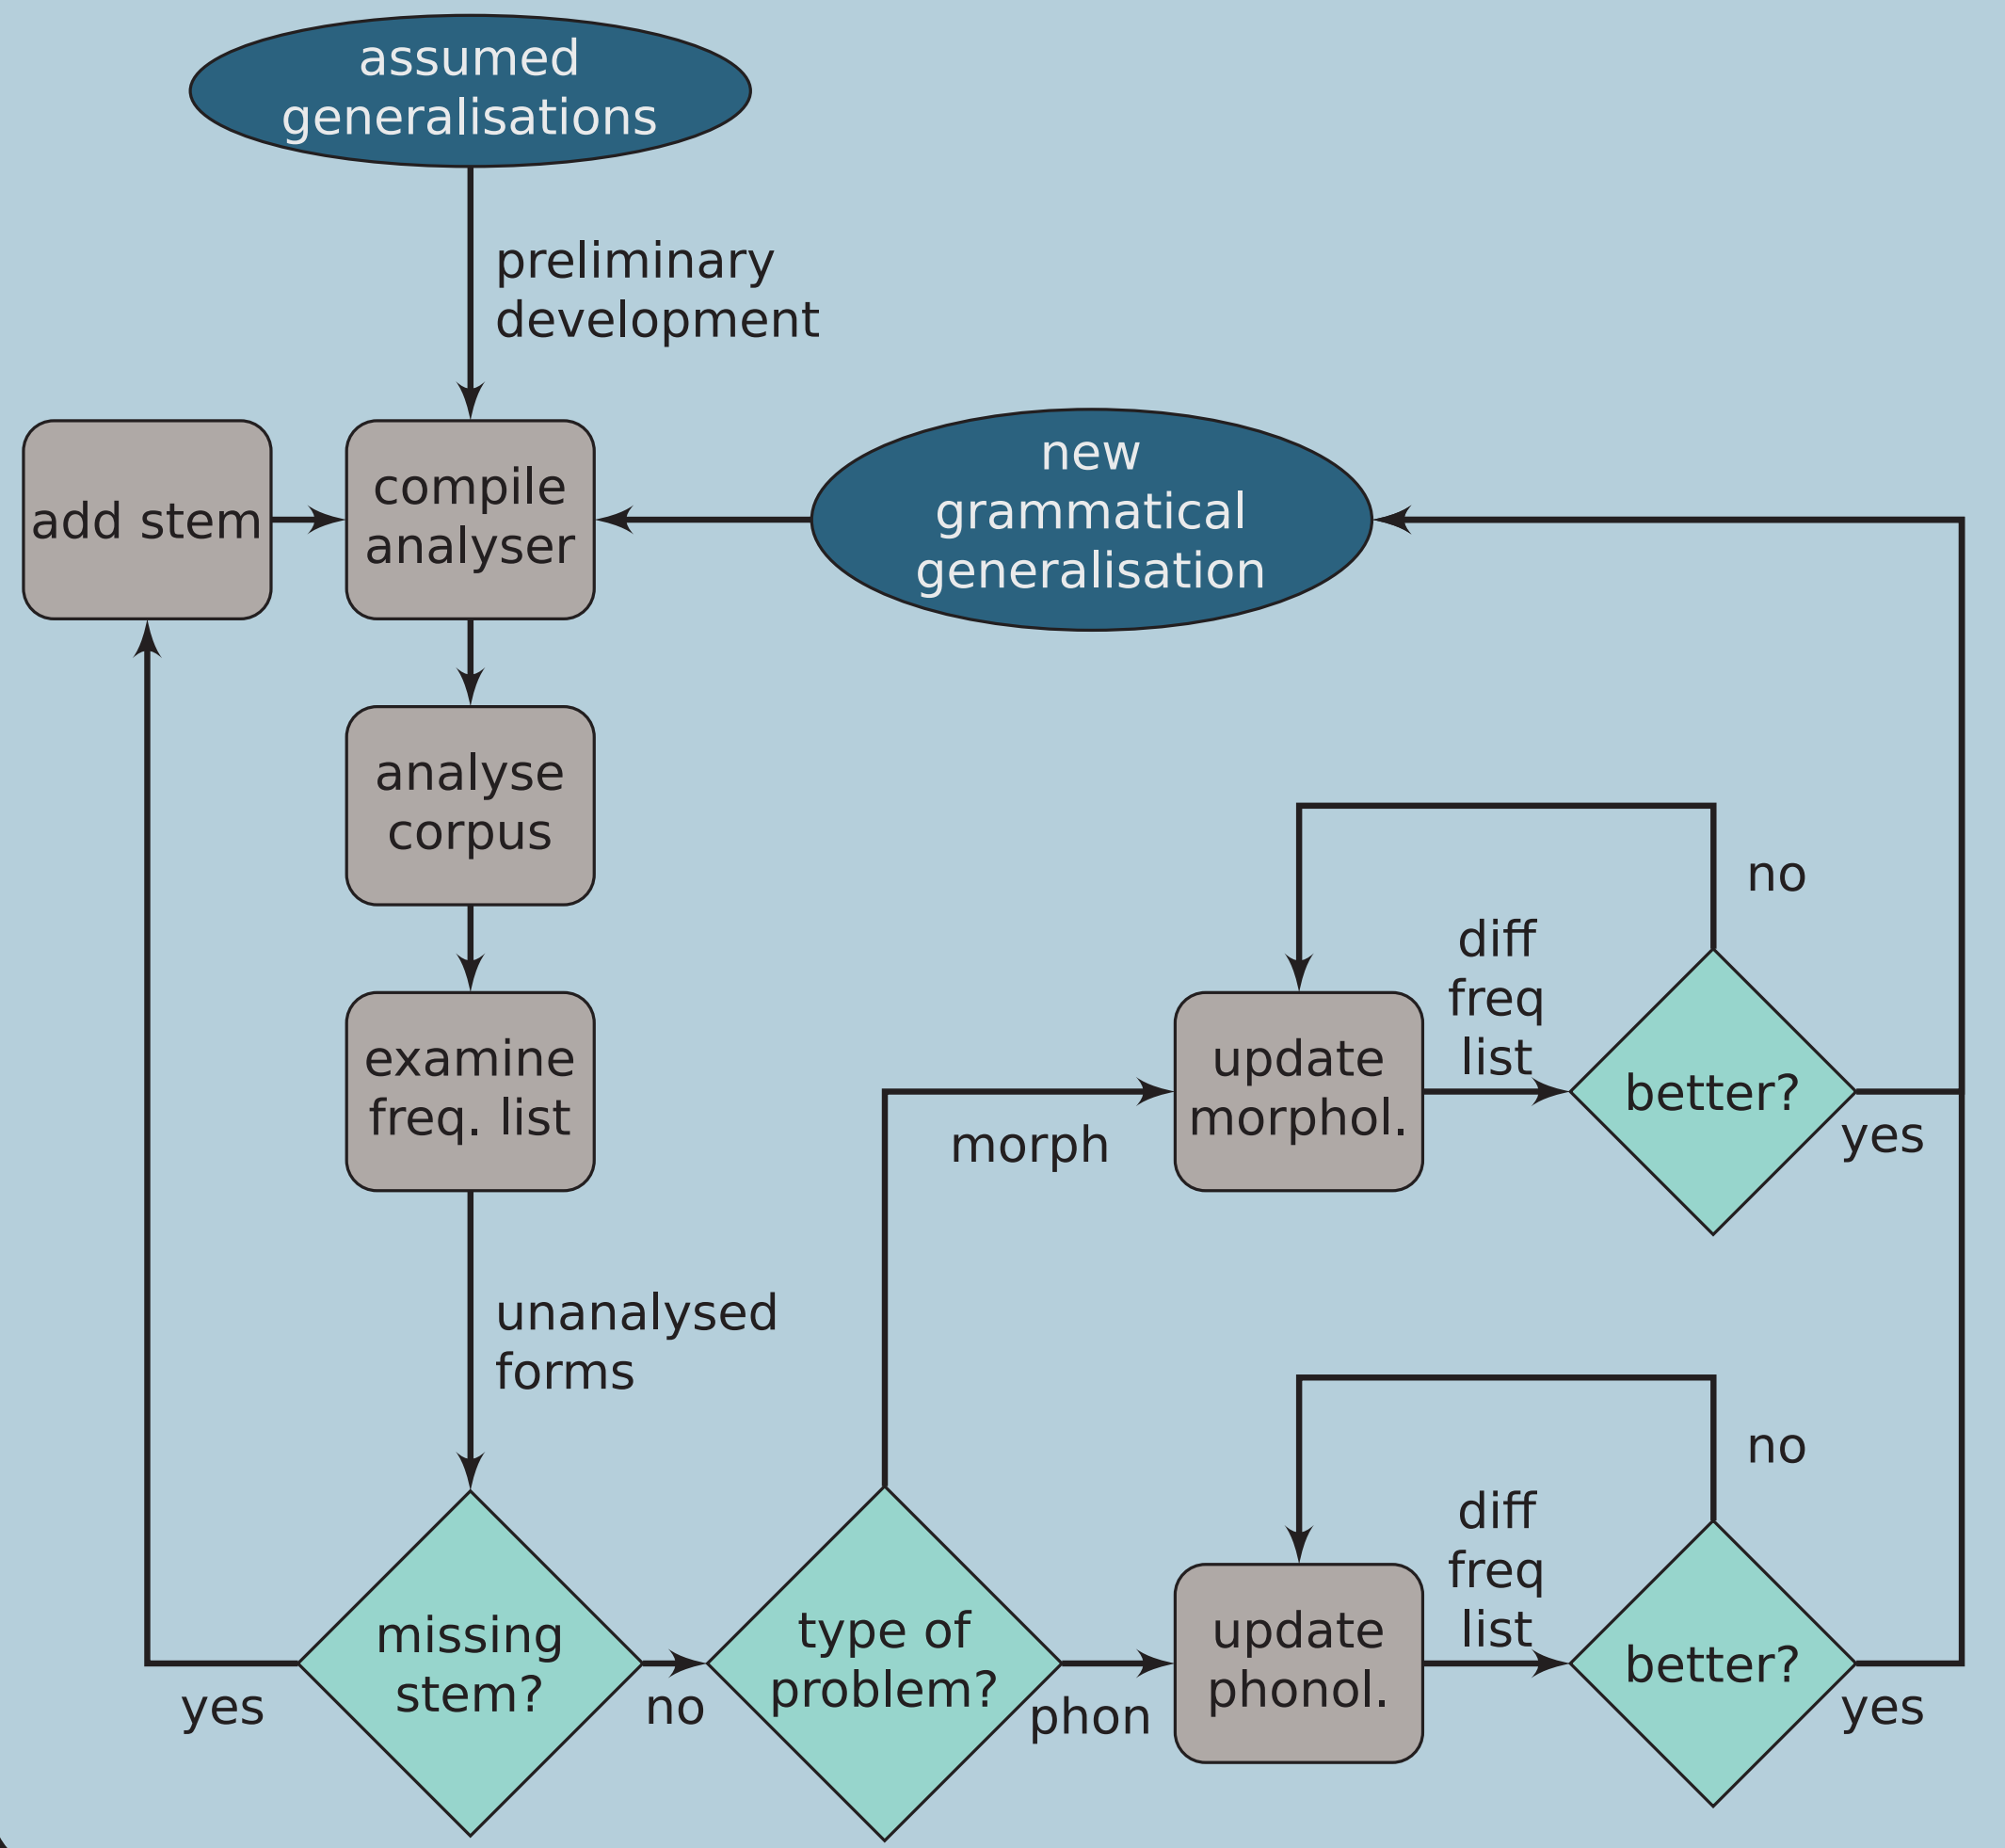 assumed
generalisations
preliminary
development
add stem
compile
analyser
new
grammatical
generalisation
analyse
corpus
no
diff
freq
list
examine
freq. list
update
morphol.
better?
morph
yes
unanalysed
forms
no
diff
freq
list
missing
stem?
type of
problem?
update
phonol.
better?
yes
no
phon
yes